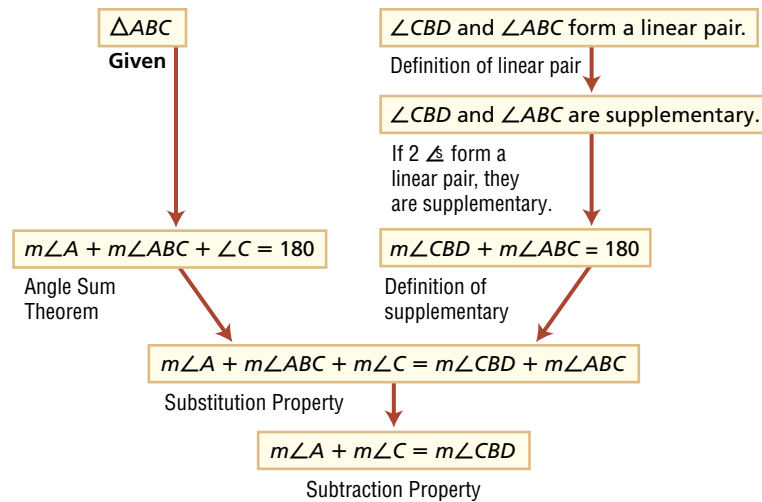 △ABC
Given
∠CBD and ∠ABC form a linear pair.
Definition of linear pair
∠CBD and ∠ABC are supplementary.
If 2 ∠s form a
linear pair, they
are supplementary.
m∠A + m∠ABC + ∠C = 180
Angle Sum
Theorem
m∠CBD + m∠ABC = 180
Definition of
supplementary
m∠A + m∠ABC + m∠C = m∠CBD + m∠ABC
Substitution Property
m∠A + m∠C = m∠CBD
Subtraction Property